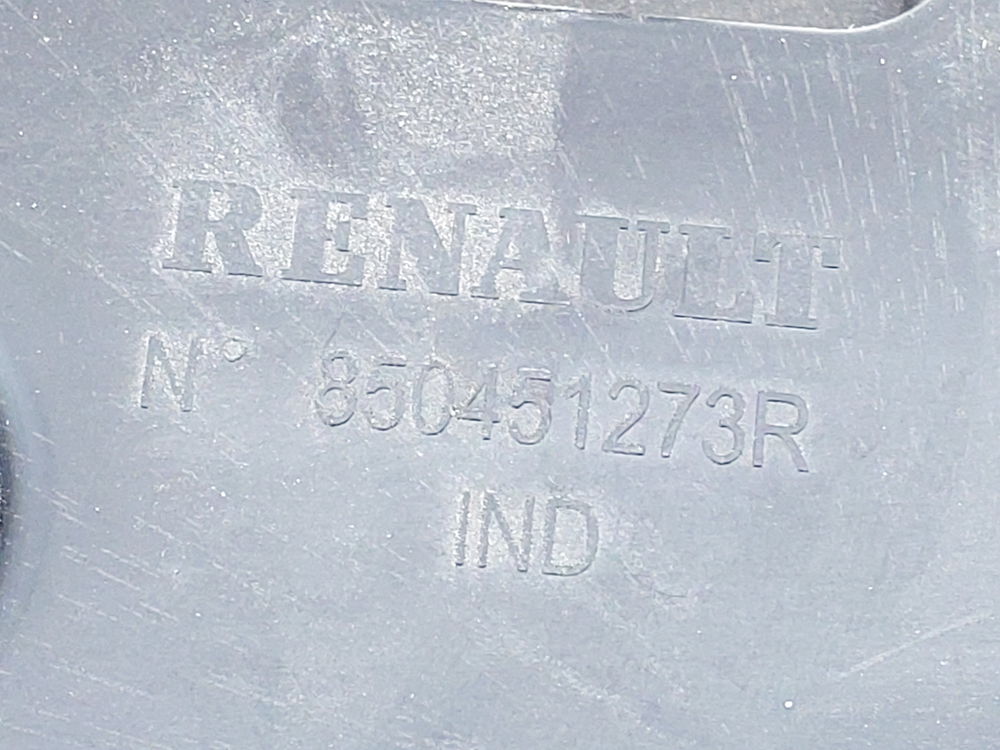 RENAULT
N° 850451273R
IND